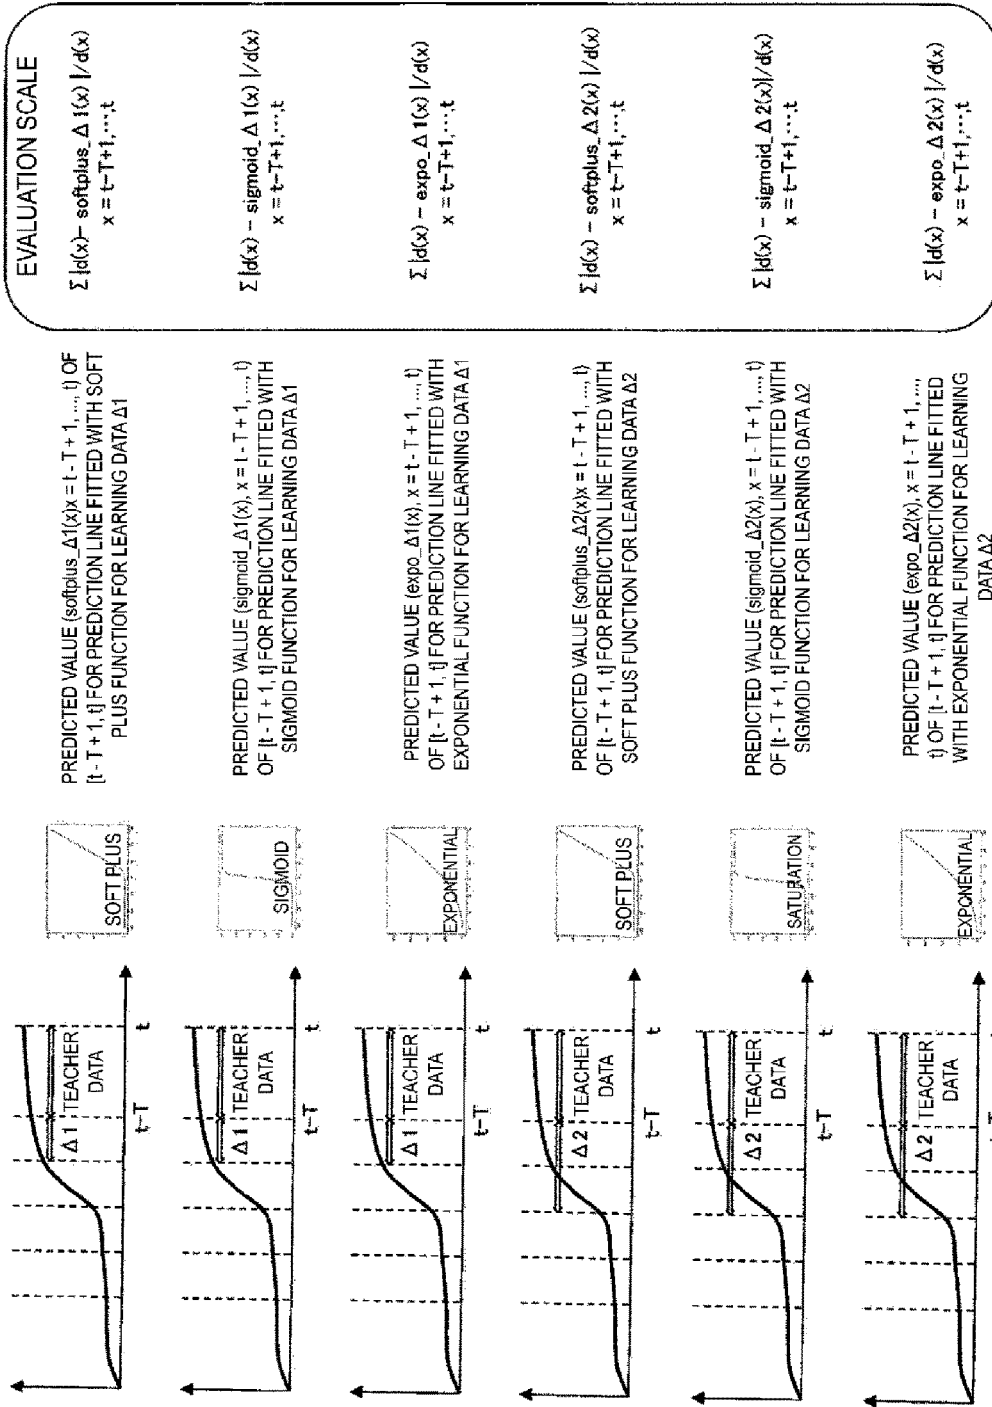 EVALUATION SCALE
Δ1 TEACHER
DATA
t-T
t
SOFT PLUS
PREDICTED VALUE (softplus_Δ1(x)x = t - T + 1, ..., t) OF
[t - T + 1, t] FOR PREDICTION LINE FITTED WITH SOFT
PLUS FUNCTION FOR LEARNING DATA Δ1
Σ|d(x)− softplus_Δ1(x)|/d(x)
x = t−T+1,⋯,t
Δ1 TEACHER
DATA
t-T
t
SIGMOID
PREDICTED VALUE (sigmoid_Δ1(x), x = t - T + 1, ..., t)
OF [t - T + 1, t] FOR PREDICTION LINE FITTED WITH
SIGMOID FUNCTION FOR LEARNING DATA Δ1
Σ|d(x) − sigmoid_Δ1(x)|/d(x)
x = t−T+1,⋯,t
Δ1 TEACHER
DATA
t-T
t
EXPONENTIAL
PREDICTED VALUE (expo_Δ1(x), x = t - T + 1, ..., t)
OF [t - T + 1, t] FOR PREDICTION LINE FITTED WITH
EXPONENTIAL FUNCTION FOR LEARNING DATA Δ1
Σ|d(x) − expo_Δ1(x)|/d(x)
x = t−T+1,⋯,t
Δ2 TEACHER
DATA
t-T
t
SOFT PLUS
PREDICTED VALUE (softplus_Δ2(x)x = t - T + 1, ..., t)
OF [t - T + 1, t] FOR PREDICTION LINE FITTED WITH
SOFT PLUS FUNCTION FOR LEARNING DATA Δ2
Σ|d(x) − softplus_Δ2(x)|/d(x)
x = t−T+1,⋯,t
Δ2 TEACHER
DATA
t-T
t
SATURATION
PREDICTED VALUE (sigmoid_Δ2(x), x = t - T + 1, ..., t)
OF [t - T + 1, t] FOR PREDICTION LINE FITTED WITH
SIGMOID FUNCTION FOR LEARNING DATA Δ2
Σ|d(x) − sigmoid_Δ2(x)|/d(x)
x = t−T+1,⋯,t
Δ2 TEACHER
DATA
t-T
t
EXPONENTIAL
PREDICTED VALUE (expo_Δ2(x), x = t - T + 1, ...,
t) OF [t - T + 1, t] FOR PREDICTION LINE FITTED
WITH EXPONENTIAL FUNCTION FOR LEARNING
DATA Δ2
Σ|d(x) − expo_Δ2(x)|/d(x)
x = t−T+1,⋯,t